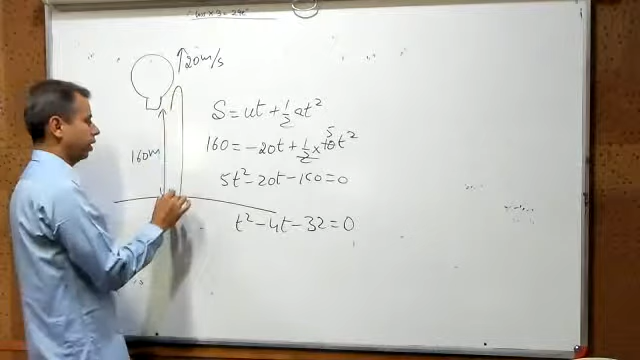 20m/s
S = ut + 1/2 at²
160 = -20t + 1/2 × 10 5 t²
160m
5t² - 20t - 160 = 0
t² - 4t - 32 = 0